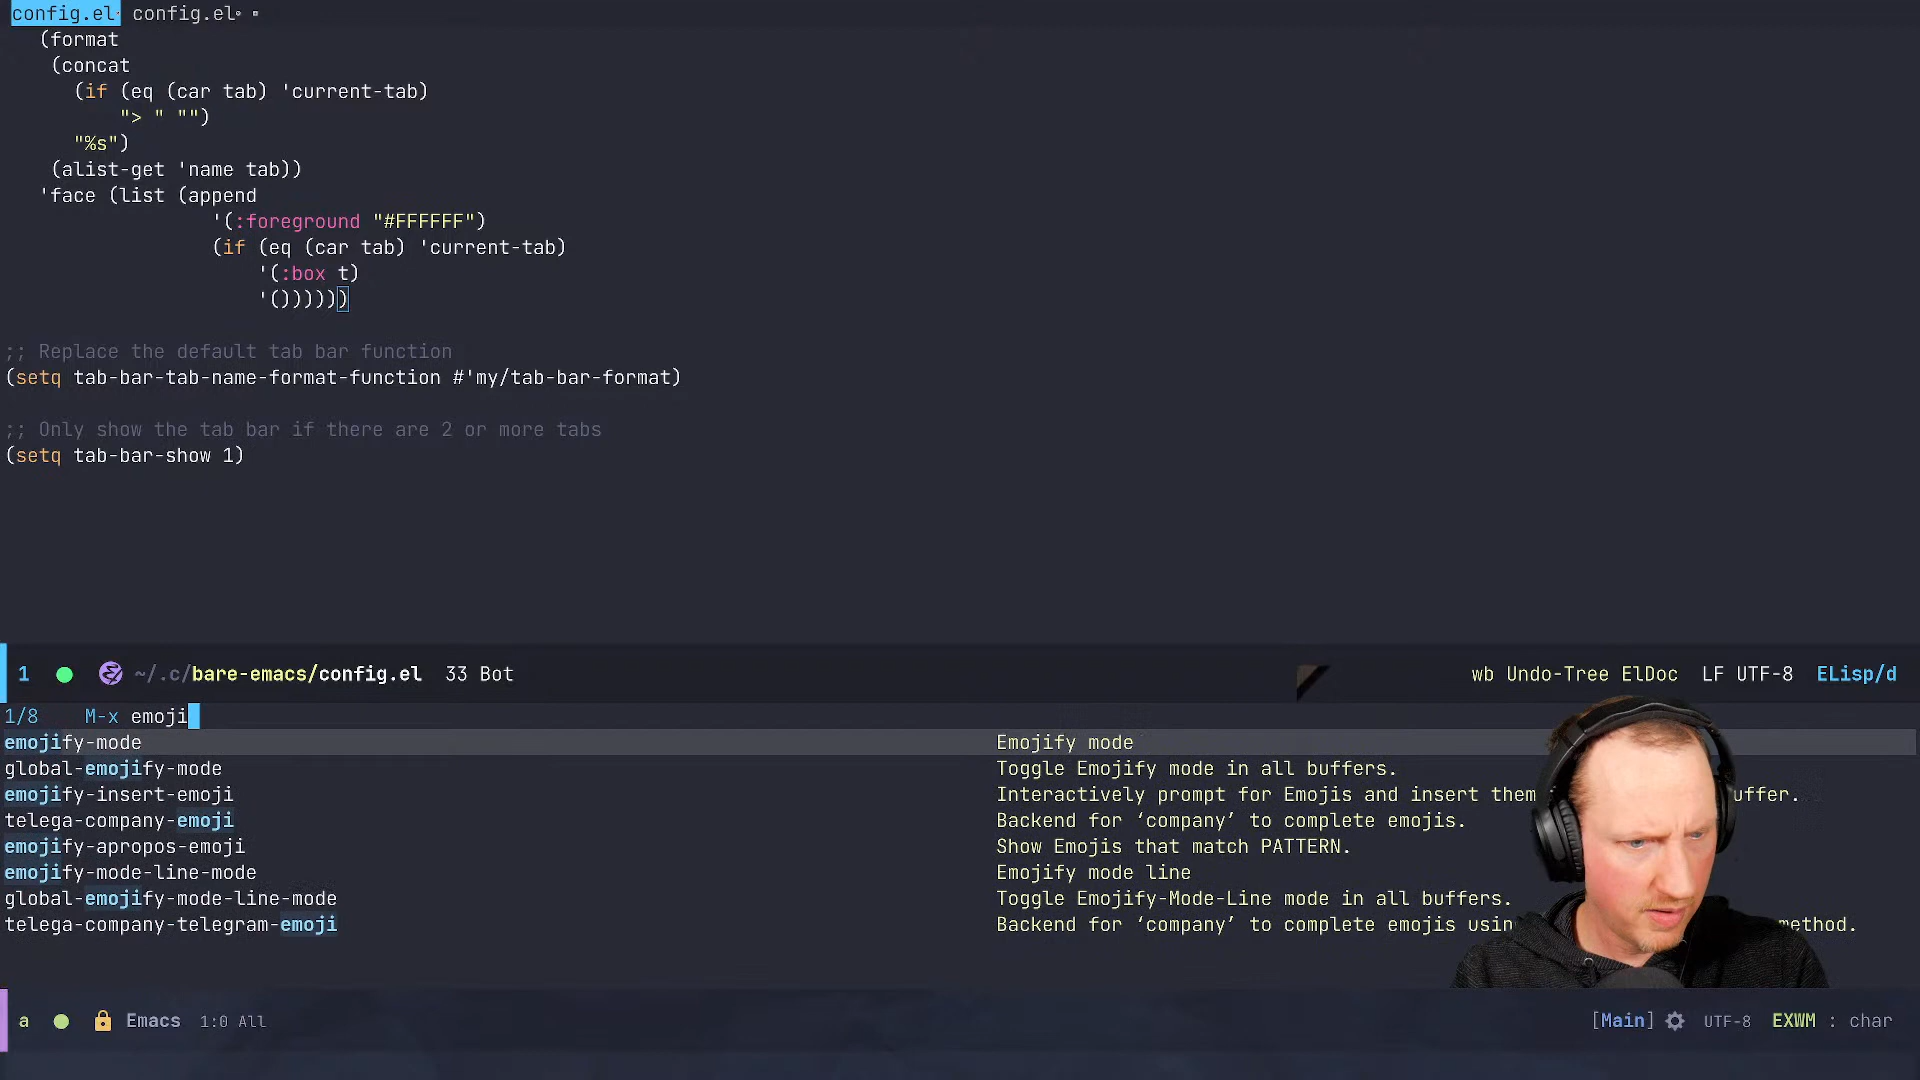 config.el config.el
(format
(concat
(if (eq (car tab) 'current-tab)
"> " "")
"%s")
(alist-get 'name tab))
'face (list (append
'(:foreground "#FFFFFF")
(if (eq (car tab) 'current-tab)
'(:box t)
'()))))))
;; Replace the default tab bar function
(setq tab-bar-tab-name-format-function #'my/tab-bar-format)
;; Only show the tab bar if there are 2 or more tabs
(setq tab-bar-show 1)
1 ~/.c/bare-emacs/config.el 33 Bot wb Undo-Tree ElDoc LF UTF-8 ELisp/d
1/8 M-x emoji
emojify-mode Emojify mode
global-emojify-mode Toggle Emojify mode in all buffers.
emojify-insert-emoji Interactively prompt for Emojis and insert them uffer.
telega-company-emoji Backend for ‘company’ to complete emojis.
emojify-apropos-emoji Show Emojis that match PATTERN.
emojify-mode-line-mode Emojify mode line
global-emojify-mode-line-mode Toggle Emojify-Mode-Line mode in all buffers.
telega-company-telegram-emoji Backend for ‘company’ to complete emojis usin method.
a Emacs 1:0 All [Main] UTF-8 EXWM : char